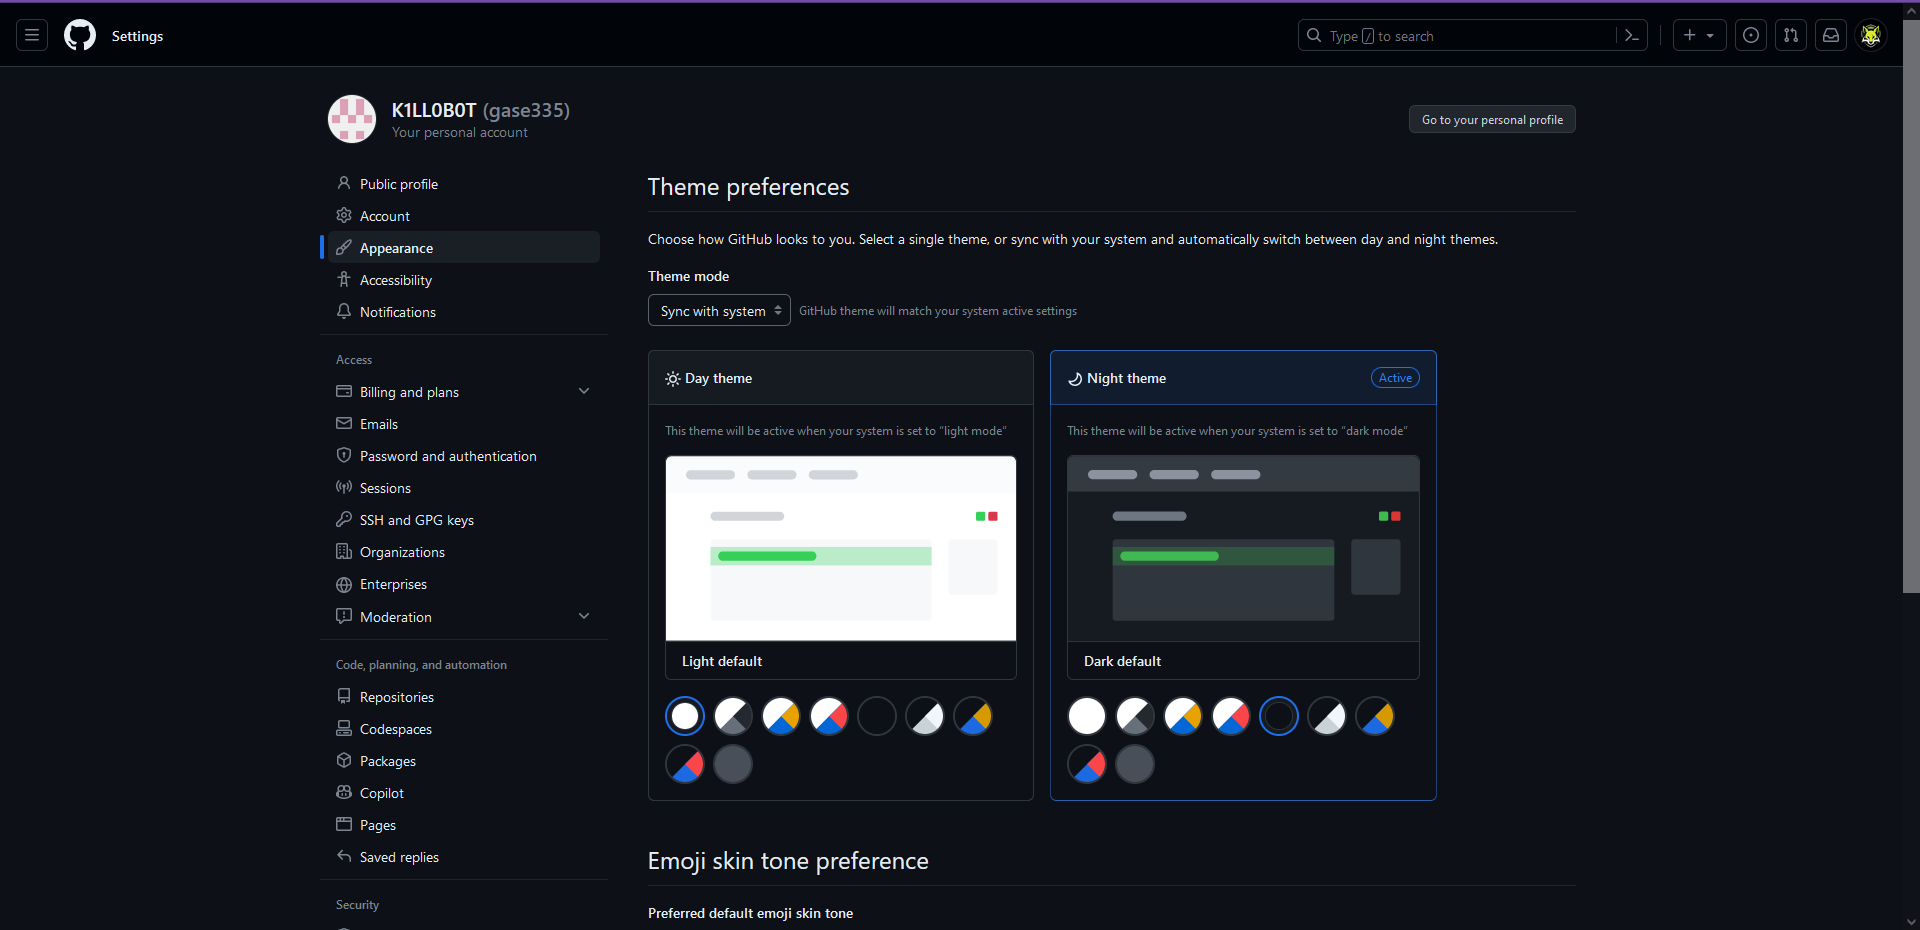 Settings
Type / to search
K1LL0B0T (gase335)
Your personal account
Go to your personal profile
Public profile
Account
Appearance
Accessibility
Notifications
Access
Billing and plans
Emails
Password and authentication
Sessions
SSH and GPG keys
Organizations
Enterprises
Moderation
Code, planning, and automation
Repositories
Codespaces
Packages
Copilot
Pages
Saved replies
Security
Theme preferences
Choose how GitHub looks to you. Select a single theme, or sync with your system and automatically switch between day and night themes.
Theme mode
Sync with system
GitHub theme will match your system active settings
Day theme
This theme will be active when your system is set to “light mode”
Light default
Night theme
Active
This theme will be active when your system is set to “dark mode”
Dark default
Emoji skin tone preference
Preferred default emoji skin tone